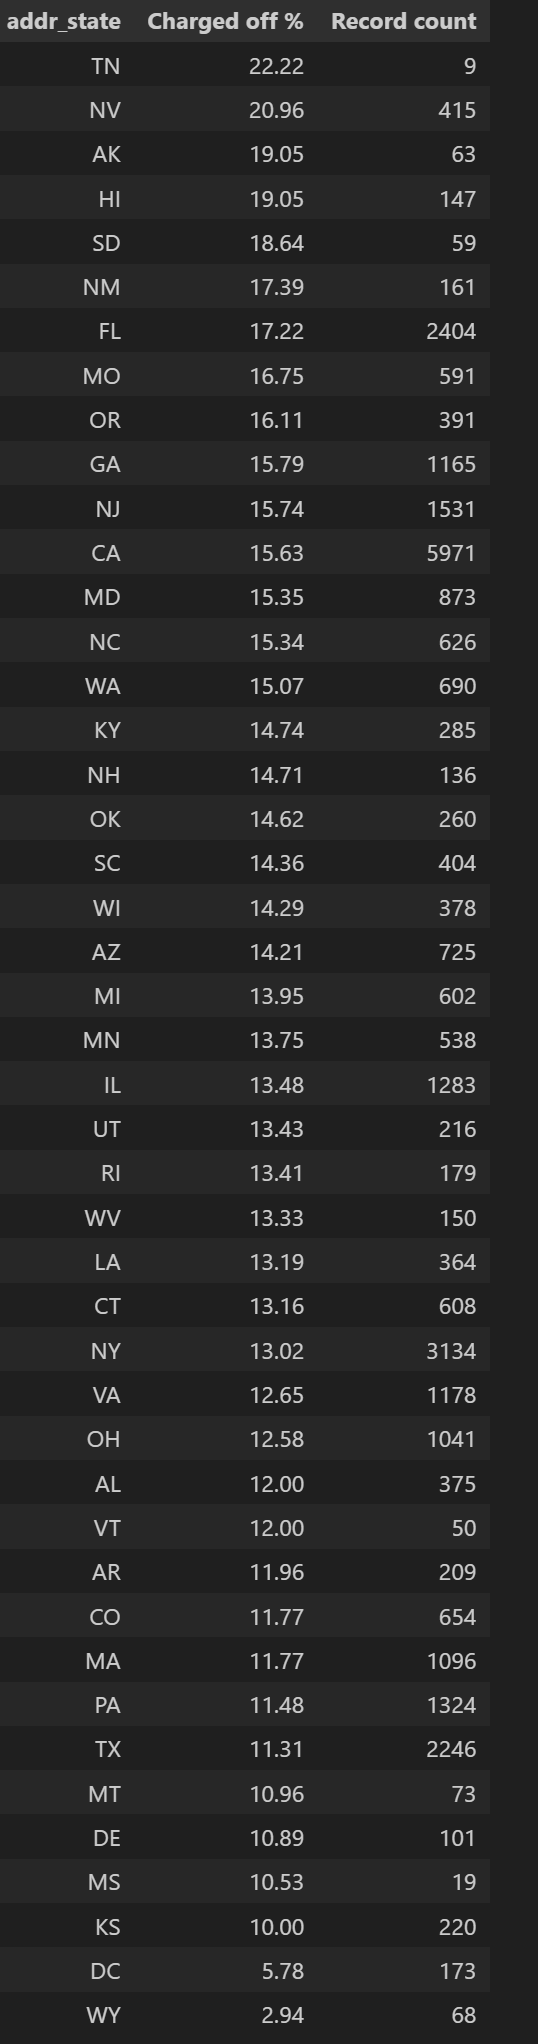 addr_state Charged off % Record count
TN 22.22 9
NV 20.96 415
AK 19.05 63
HI 19.05 147
SD 18.64 59
NM 17.39 161
FL 17.22 2404
MO 16.75 591
OR 16.11 391
GA 15.79 1165
NJ 15.74 1531
CA 15.63 5971
MD 15.35 873
NC 15.34 626
WA 15.07 690
KY 14.74 285
NH 14.71 136
OK 14.62 260
SC 14.36 404
WI 14.29 378
AZ 14.21 725
MI 13.95 602
MN 13.75 538
IL 13.48 1283
UT 13.43 216
RI 13.41 179
WV 13.33 150
LA 13.19 364
CT 13.16 608
NY 13.02 3134
VA 12.65 1178
OH 12.58 1041
AL 12.00 375
VT 12.00 50
AR 11.96 209
CO 11.77 654
MA 11.77 1096
PA 11.48 1324
TX 11.31 2246
MT 10.96 73
DE 10.89 101
MS 10.53 19
KS 10.00 220
DC 5.78 173
WY 2.94 68